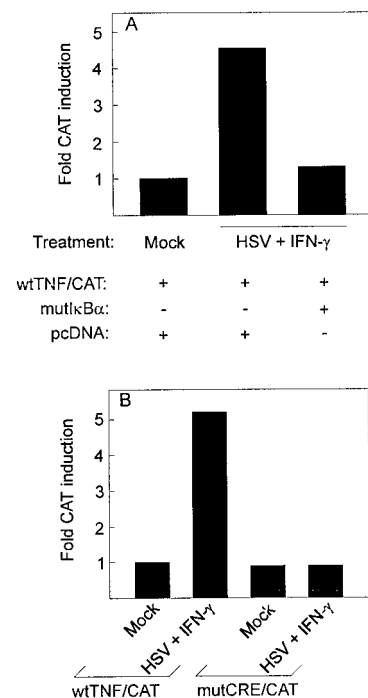 A
Fold CAT induction
5
4
3
2
1
Treatment: Mock HSV + IFN-γ
wtTNF/CAT: + + +
mutIκBα: - - +
pcDNA: + + -
B
Fold CAT induction
5
4
3
2
1
Mock HSV + IFN-γ Mock HSV + IFN-γ
wtTNF/CAT mutCRE/CAT